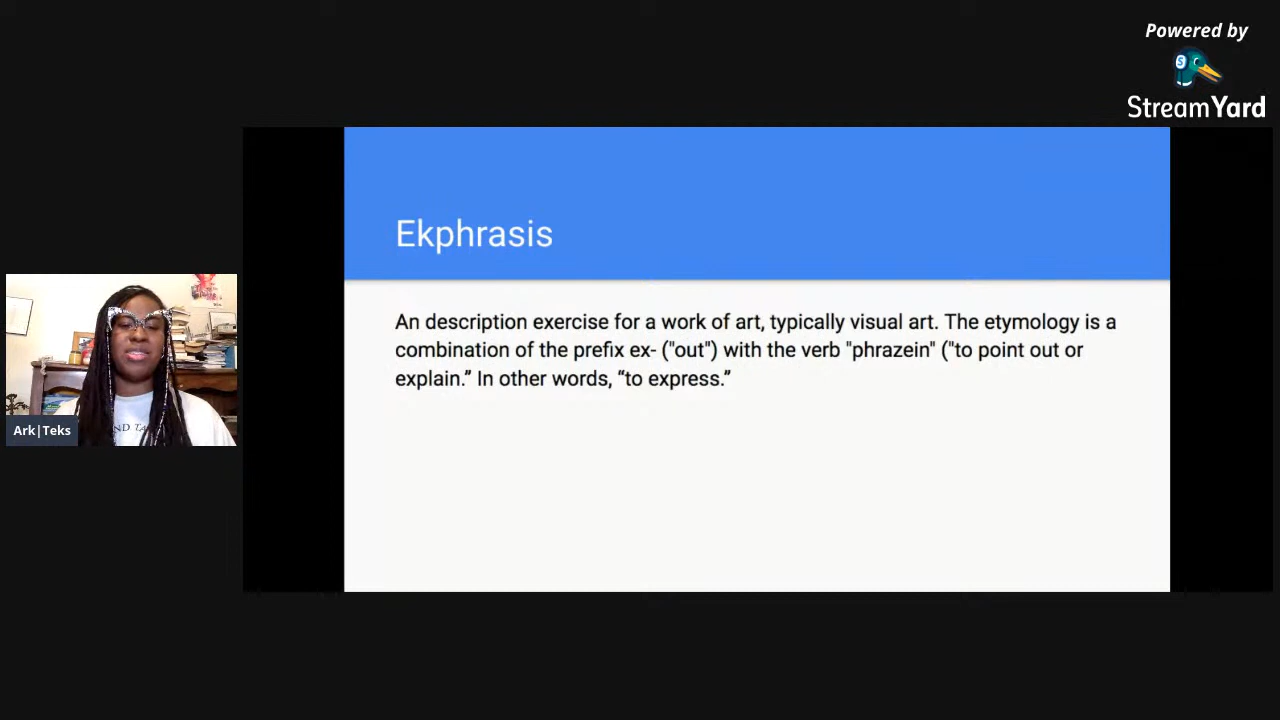 Powered by
StreamYard
Ekphrasis
An description exercise for a work of art, typically visual art. The etymology is a
combination of the prefix ex- ("out") with the verb "phrazein" ("to point out or
explain.” In other words, “to express.”
Ark|Teks